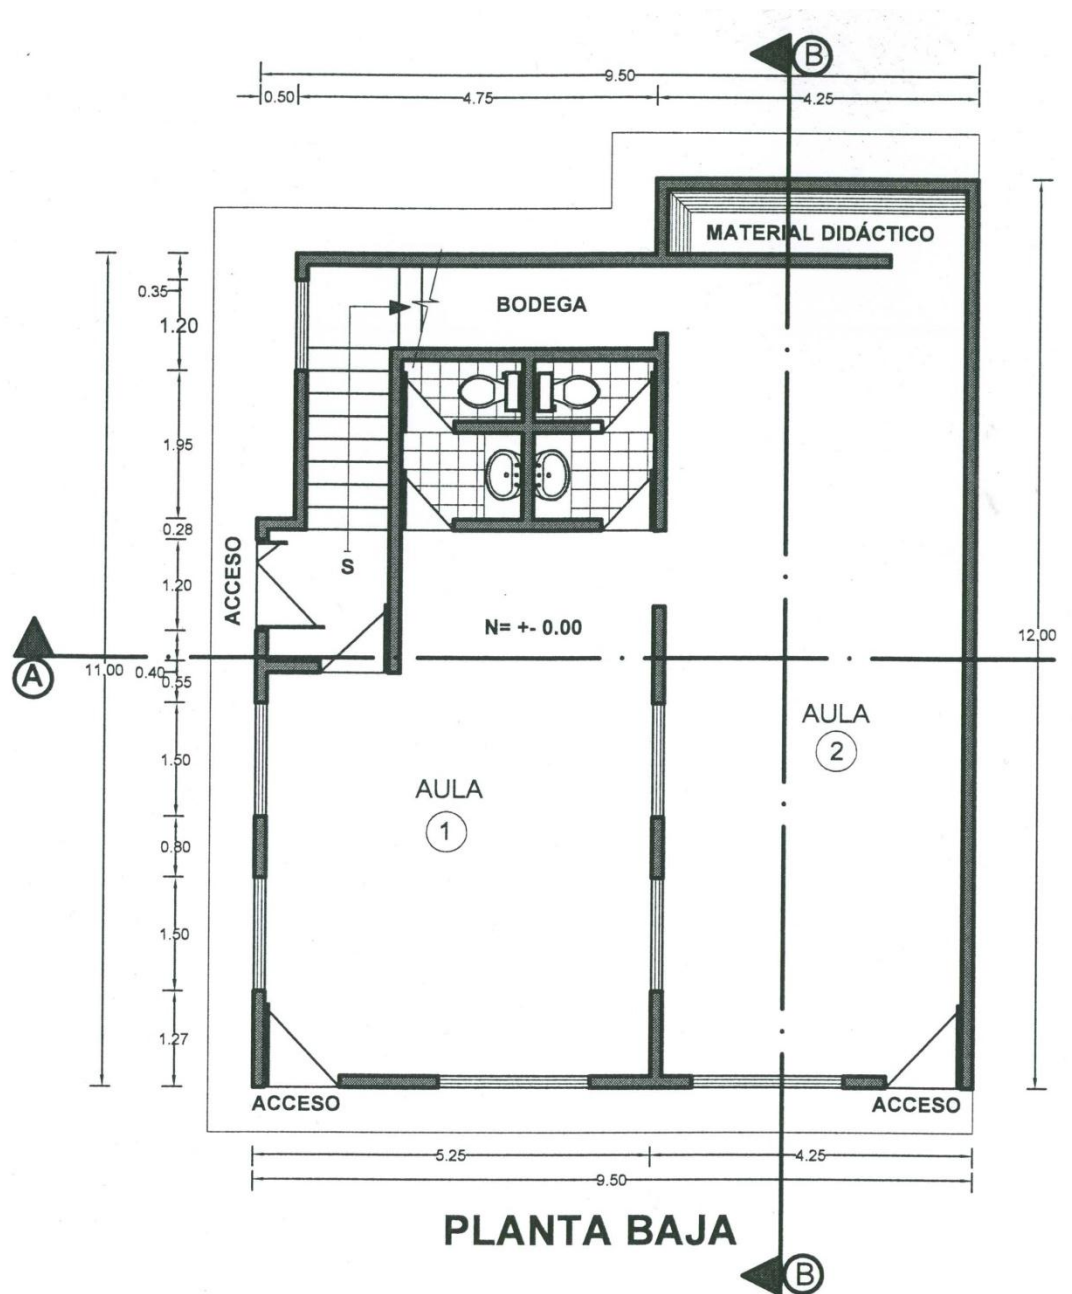 B
9.50
0.50
4.75
4.25
MATERIAL DIDÁCTICO
0.35
BODEGA
1.20
1.95
0.28
ACCESO
1.20
S
N= +- 0.00
12.00
A
11.00
0.40
0.55
AULA
2
1.50
AULA
1
0.80
1.50
1.27
ACCESO
ACCESO
5.25
4.25
9.50
PLANTA BAJA
B